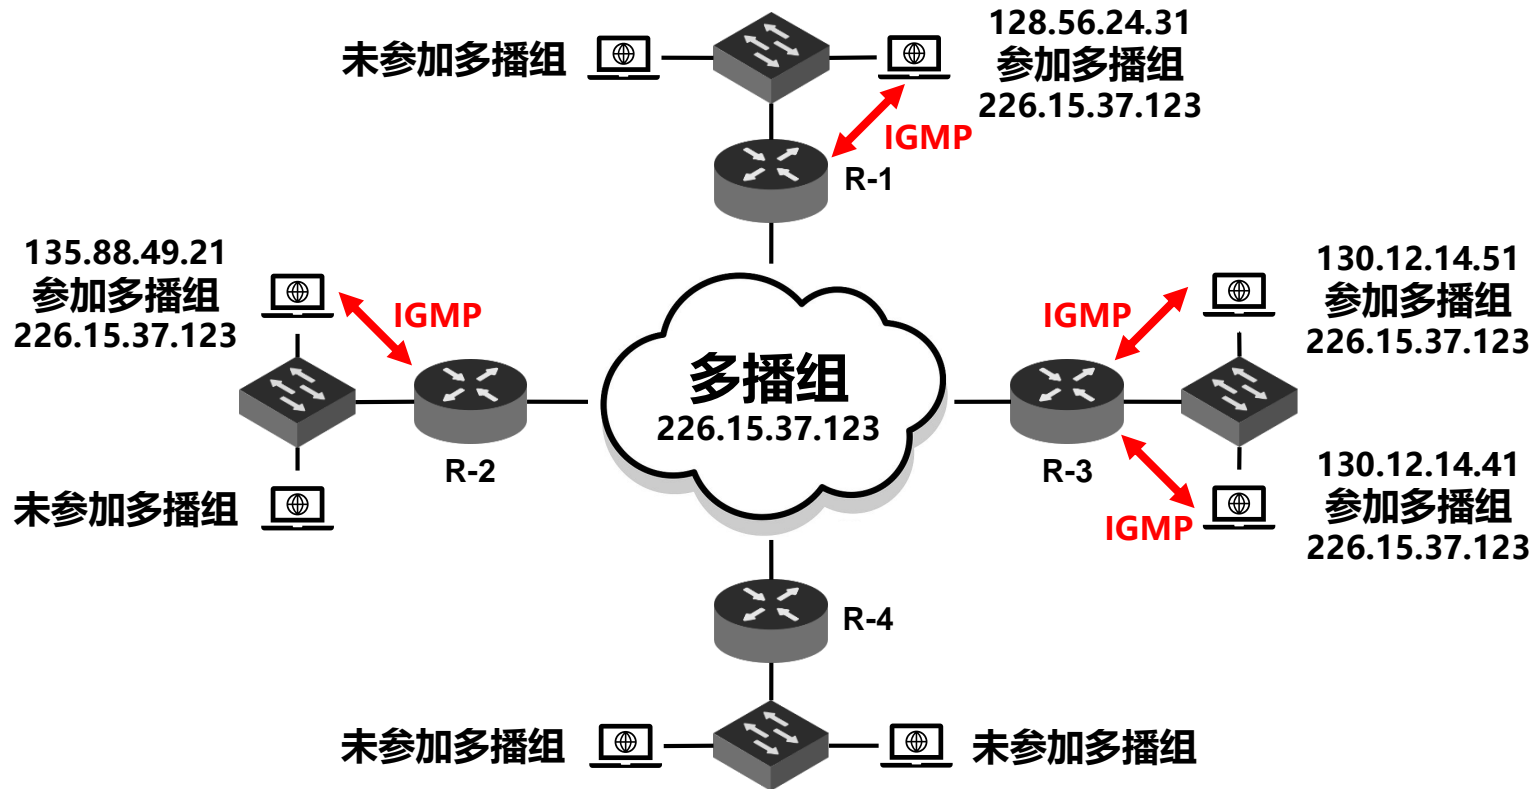 未参加多播组
128.56.24.31
参加多播组
226.15.37.123
IGMP
R-1
135.88.49.21
参加多播组
226.15.37.123
IGMP
R-2
未参加多播组
多播组
226.15.37.123
130.12.14.51
参加多播组
226.15.37.123
IGMP
R-3
IGMP
130.12.14.41
参加多播组
226.15.37.123
R-4
未参加多播组
未参加多播组